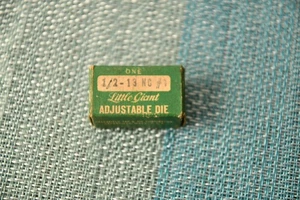 ONE
1/2-13 NC
Little Giant
ADJUSTABLE DIE